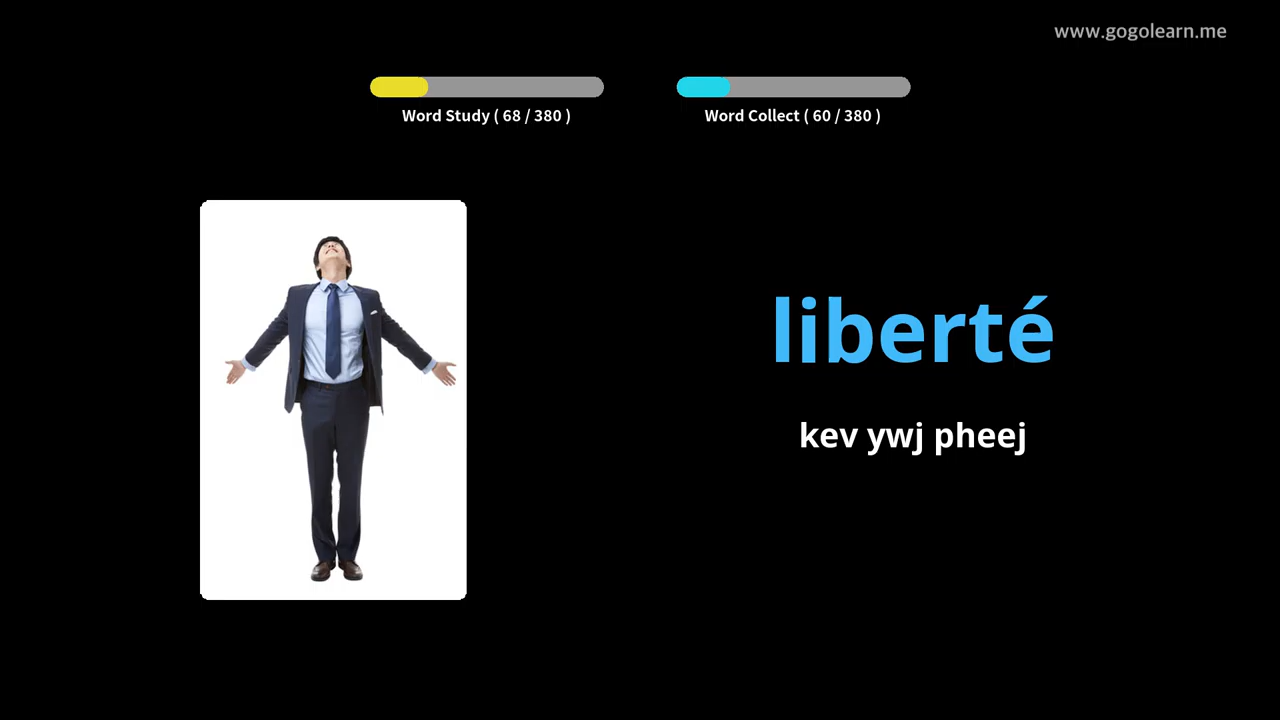 www.gogolearn.me
Word Study ( 68 / 380 )
Word Collect ( 60 / 380 )
liberté
kev ywj pheej